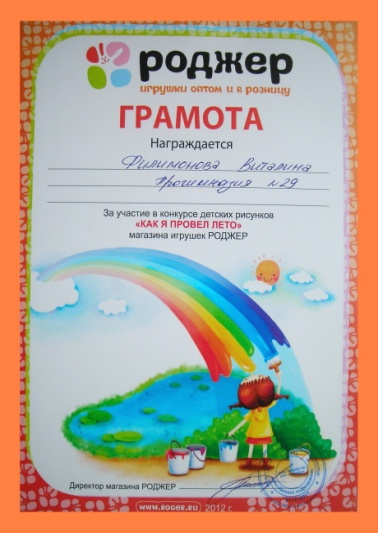 роджер
игрушки оптом и в розницу
ГРАМОТА
Награждается
Филимонова Виталина
Прогимназия №29
За участие в конкурсе детских рисунков
«КАК Я ПРОВЕЛ ЛЕТО»
магазина игрушек РОДЖЕР
Директор магазина РОДЖЕР
www.roger.ru 2012 г.